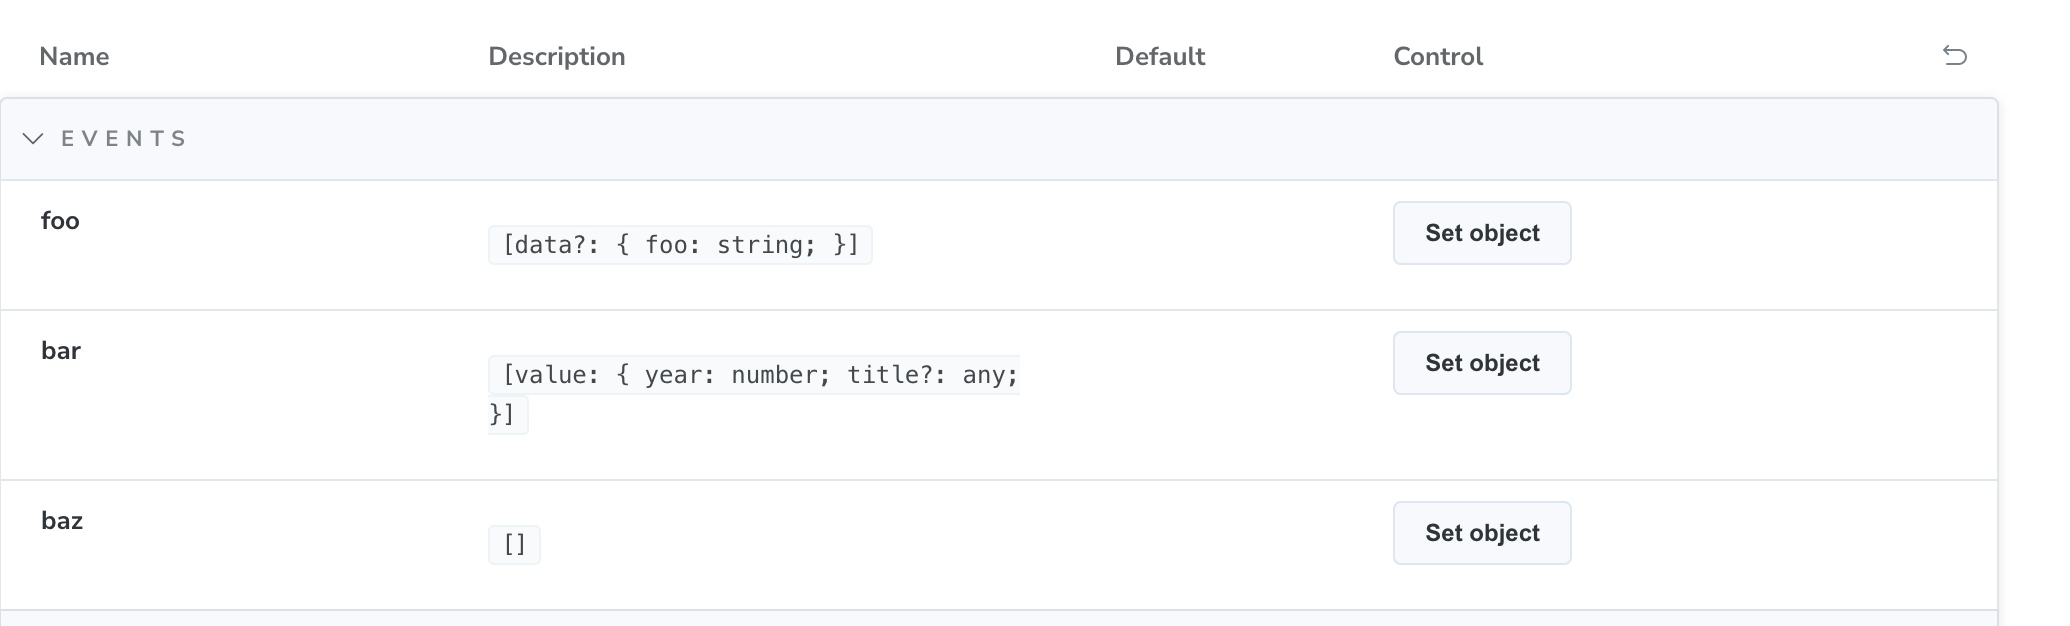 Name Description Default Control
EVENTS
foo
[data?: { foo: string; }]
Set object
bar
[value: { year: number; title?: any;
}]
Set object
baz
[]
Set object